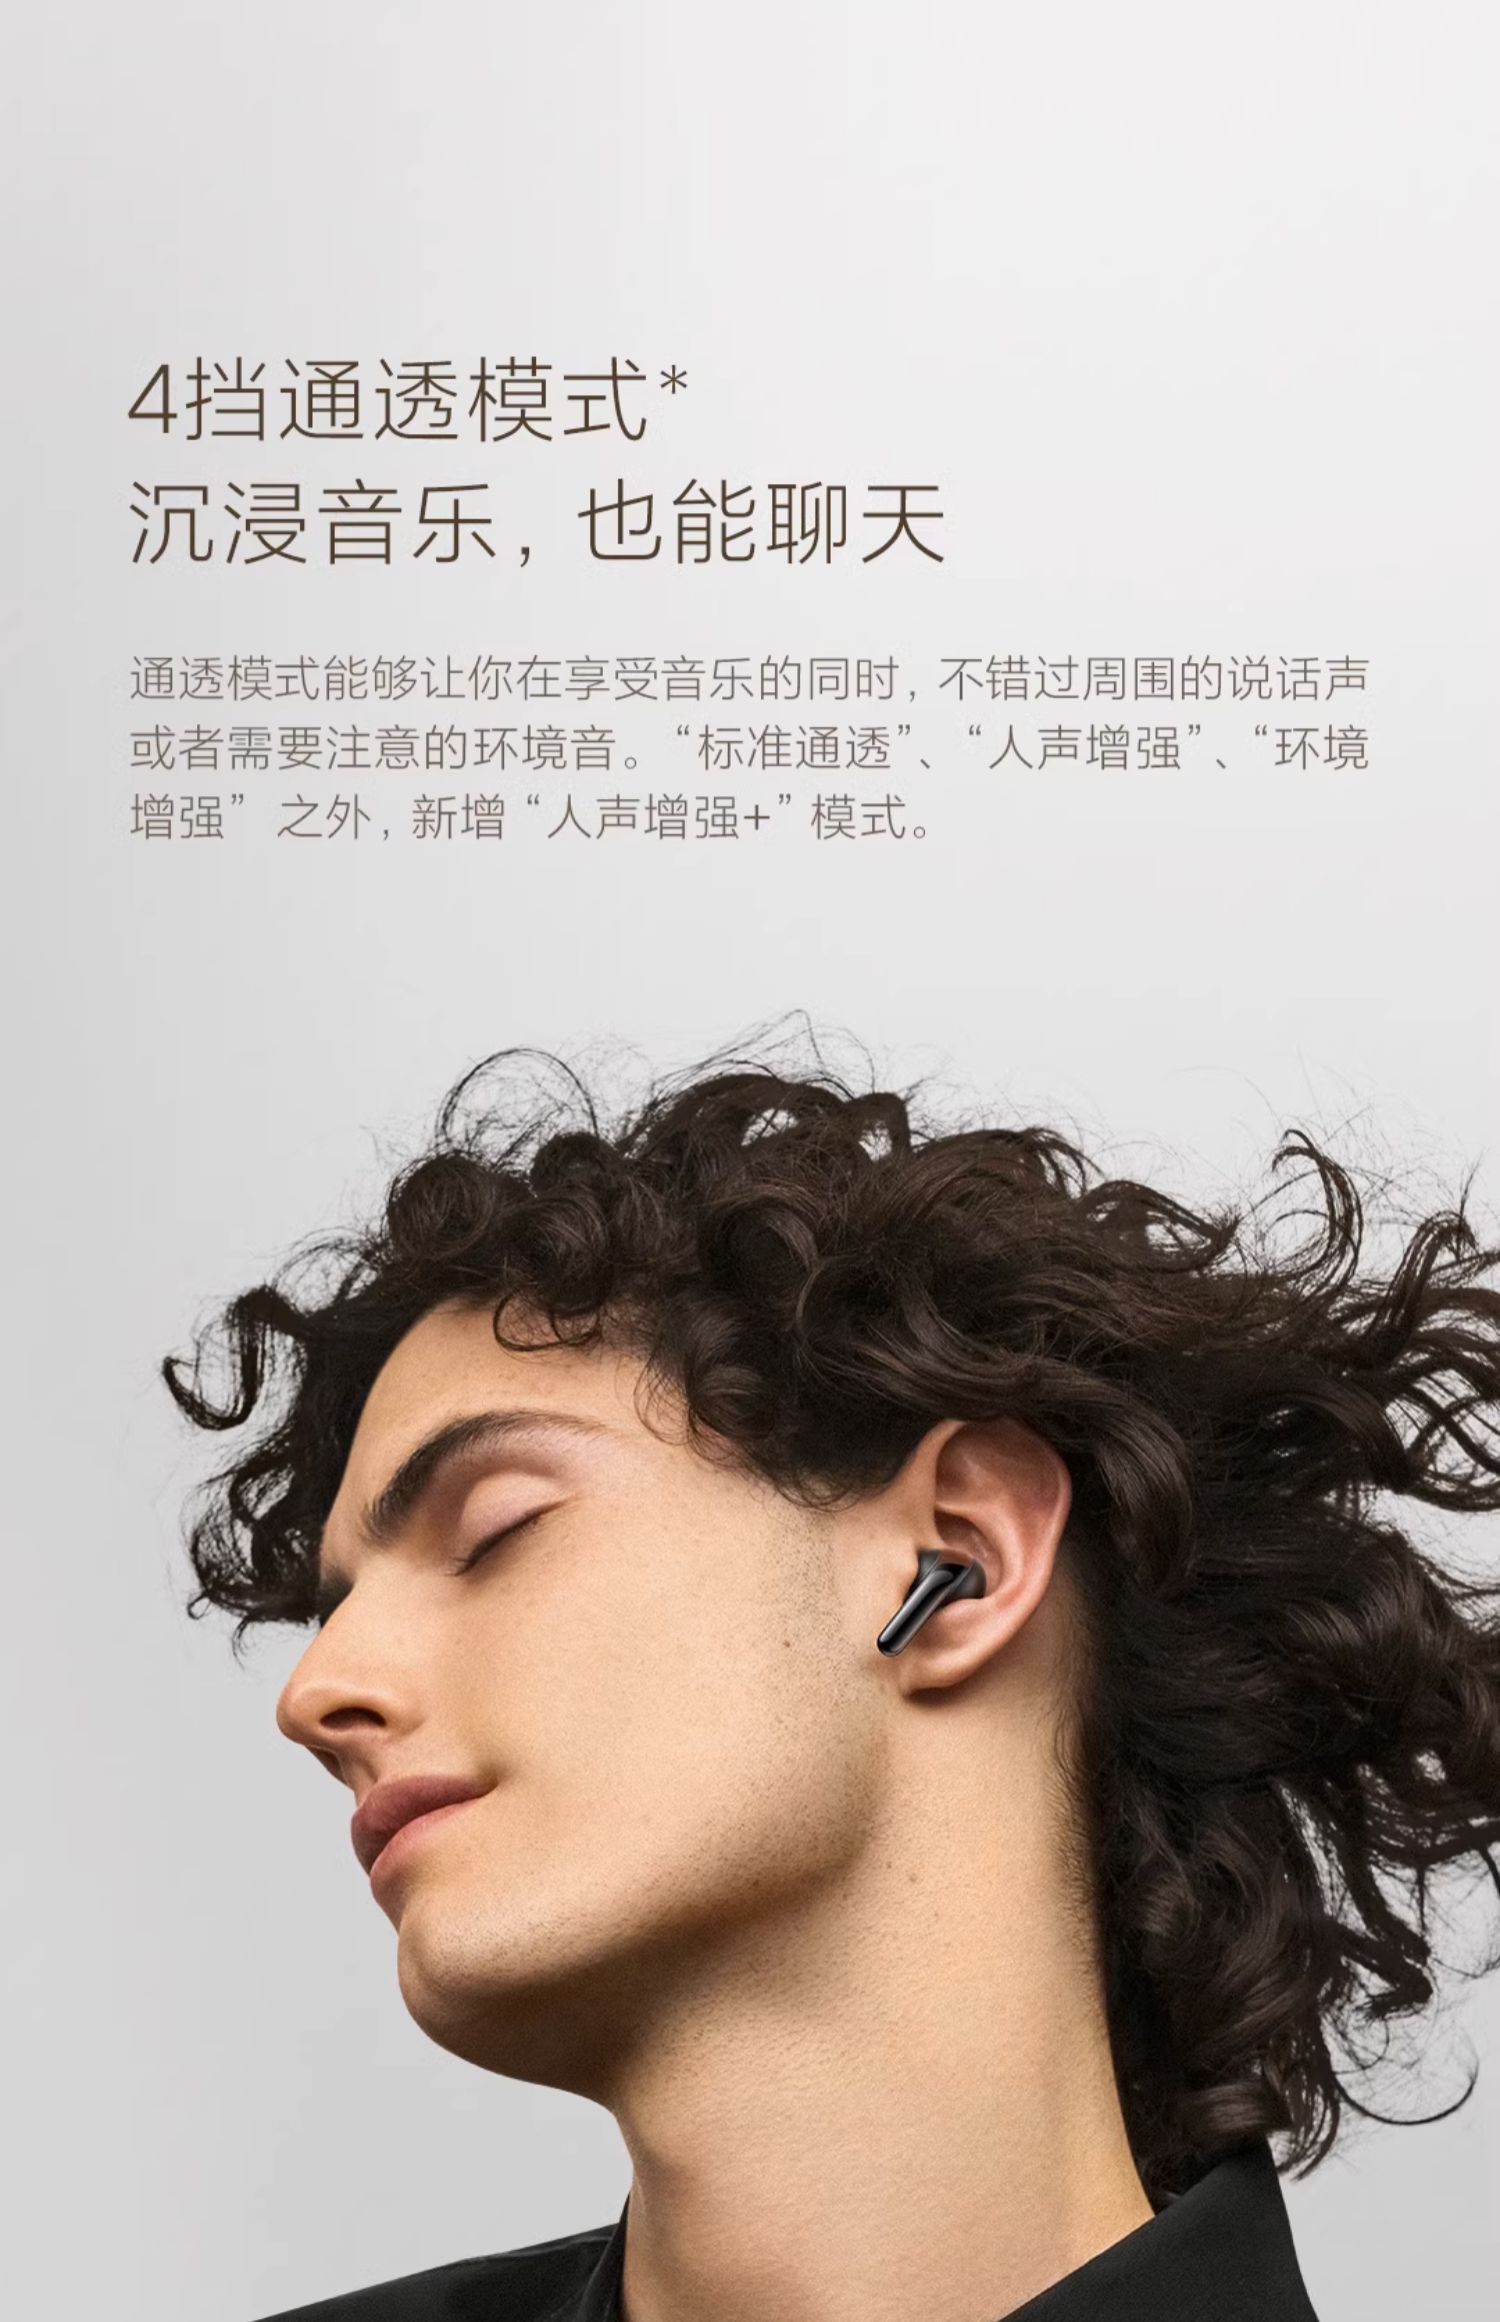 4挡通透模式*
沉浸音乐，也能聊天
通透模式能够让你在享受音乐的同时，不错过周围的说话声
或者需要注意的环境音。“标准通透”、“人声增强”、“环境
增强” 之外，新增 “人声增强+” 模式。